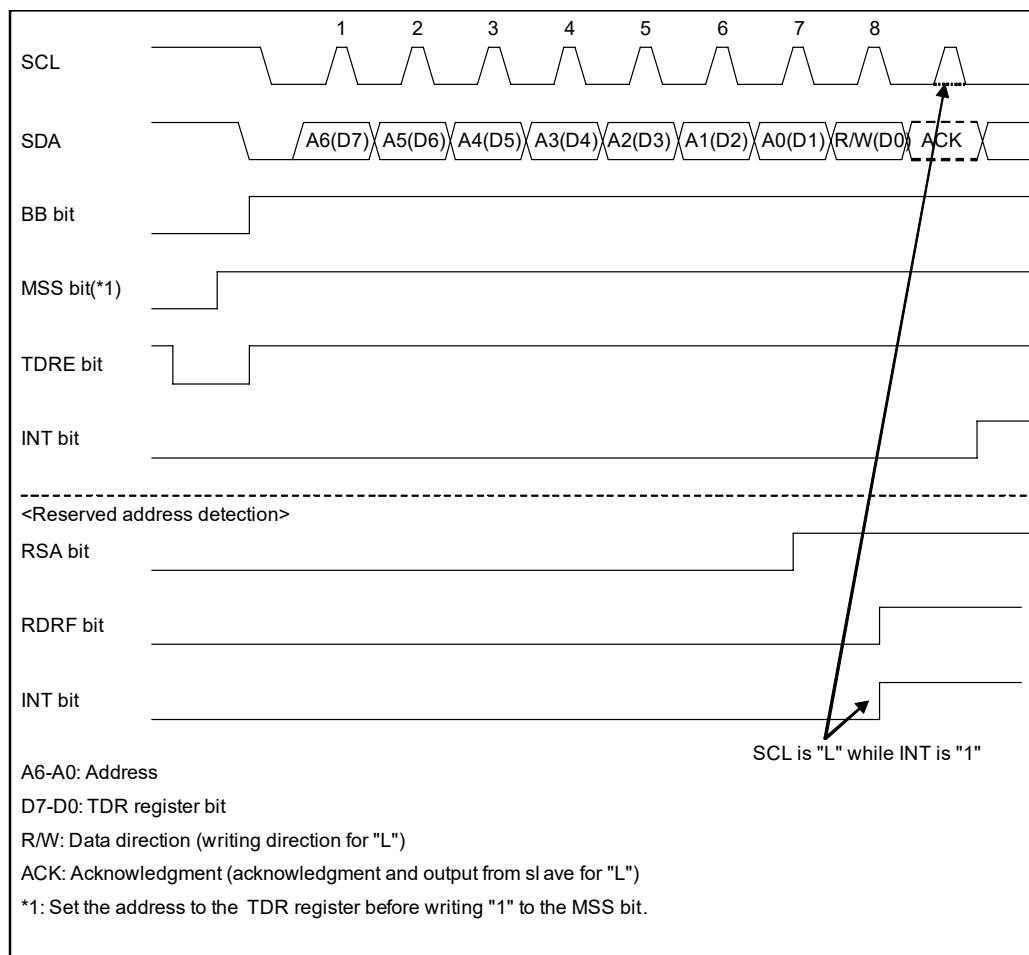 1 2 3 4 5 6 7 8
SCL
SDA A6(D7) A5(D6) A4(D5) A3(D4) A2(D3) A1(D2) A0(D1) R/W(D0) ACK
BB bit
MSS bit(*1)
TDRE bit
INT bit
<Reserved address detection>
RSA bit
RDRF bit
INT bit
SCL is "L" while INT is "1"
A6-A0: Address
D7-D0: TDR register bit
R/W: Data direction (writing direction for "L")
ACK: Acknowledgment (acknowledgment and output from sl ave for "L")
*1: Set the address to the TDR register before writing "1" to the MSS bit.